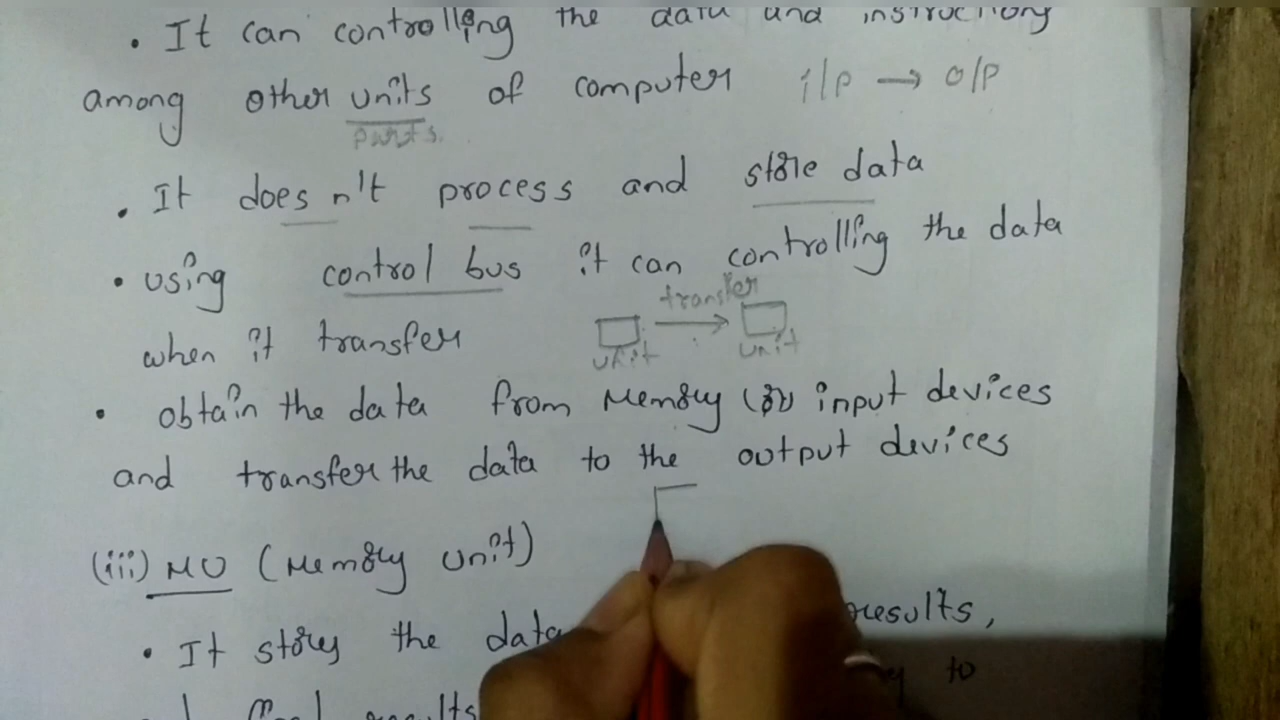 . It can controlling the data and instructions
among other units of computer i/p → o/p
parts.
. It does n't process and store data
. using control bus it can controlling the data
transfer
when it transfer
unit unit
. obtain the data from Memory (or) input devices
and transfer the data to the output devices
(iii) MU (Memory Unit)
. It stores the data results,
to
results